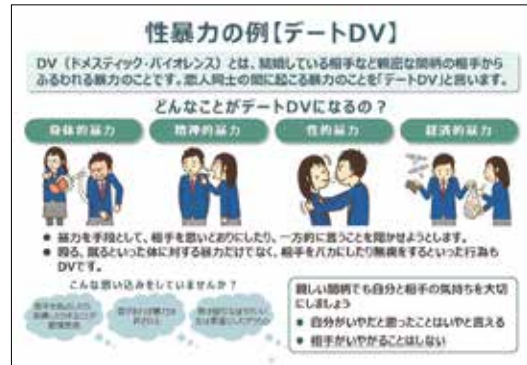 性暴力の例【デートDV】
DV（ドメスティック・バイオレンス）とは、結婚している相手など親密な間柄の相手から
ふるわれる暴力のことです。恋人同士の間に起こる暴力のことを「デートDV」と言います。
どんなことがデートDVになるの？
身体的暴力
精神的暴力
性的暴力
経済的暴力
● 暴力を手段として、相手を思いどおりにしたり、一方的に言うことを聞かせようとします。
● 殴る、蹴るといった体に対する暴力だけでなく、相手をバカにしたり無視をするといった行為も
DVです。
こんな思い込みをしていませんか？
親しい間柄でも自分と相手の気持ちを大切
にしましょう
● 自分がいやだと思ったことはいやと言える
● 相手がいやがることはしない